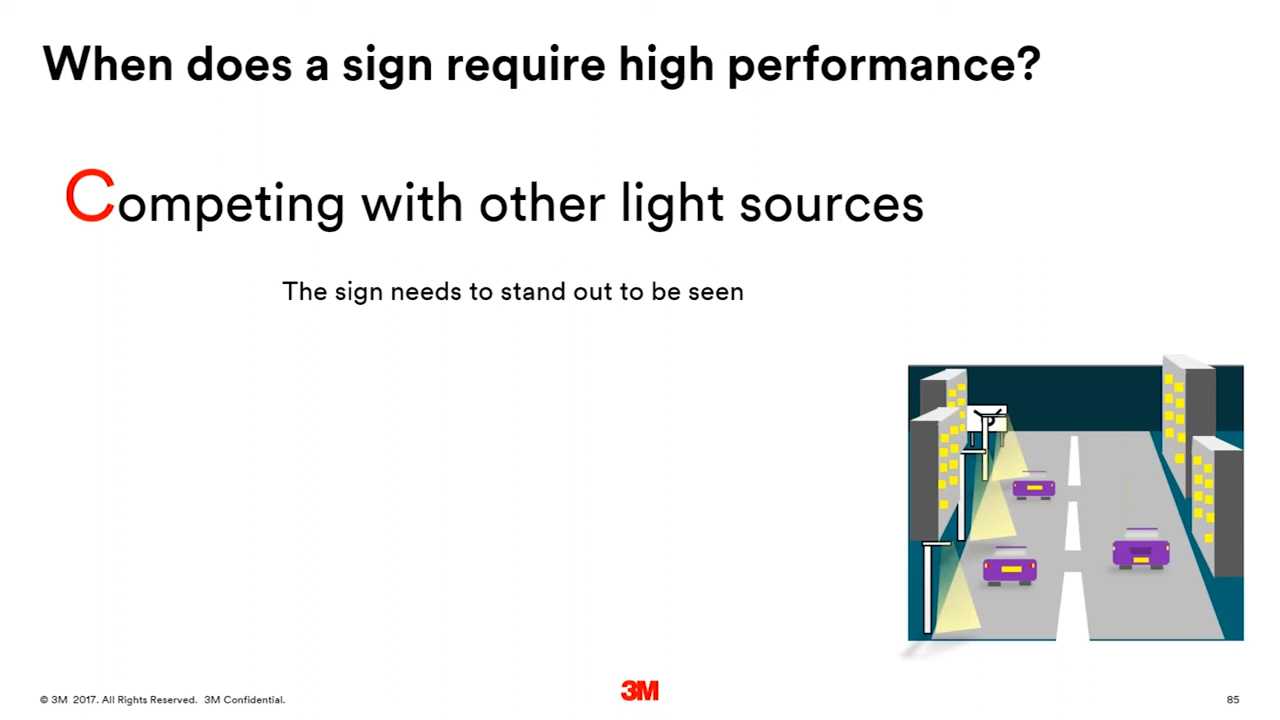 When does a sign require high performance?
Competing with other light sources
The sign needs to stand out to be seen
© 3M 2017. All Rights Reserved. 3M Confidential.
3M
85